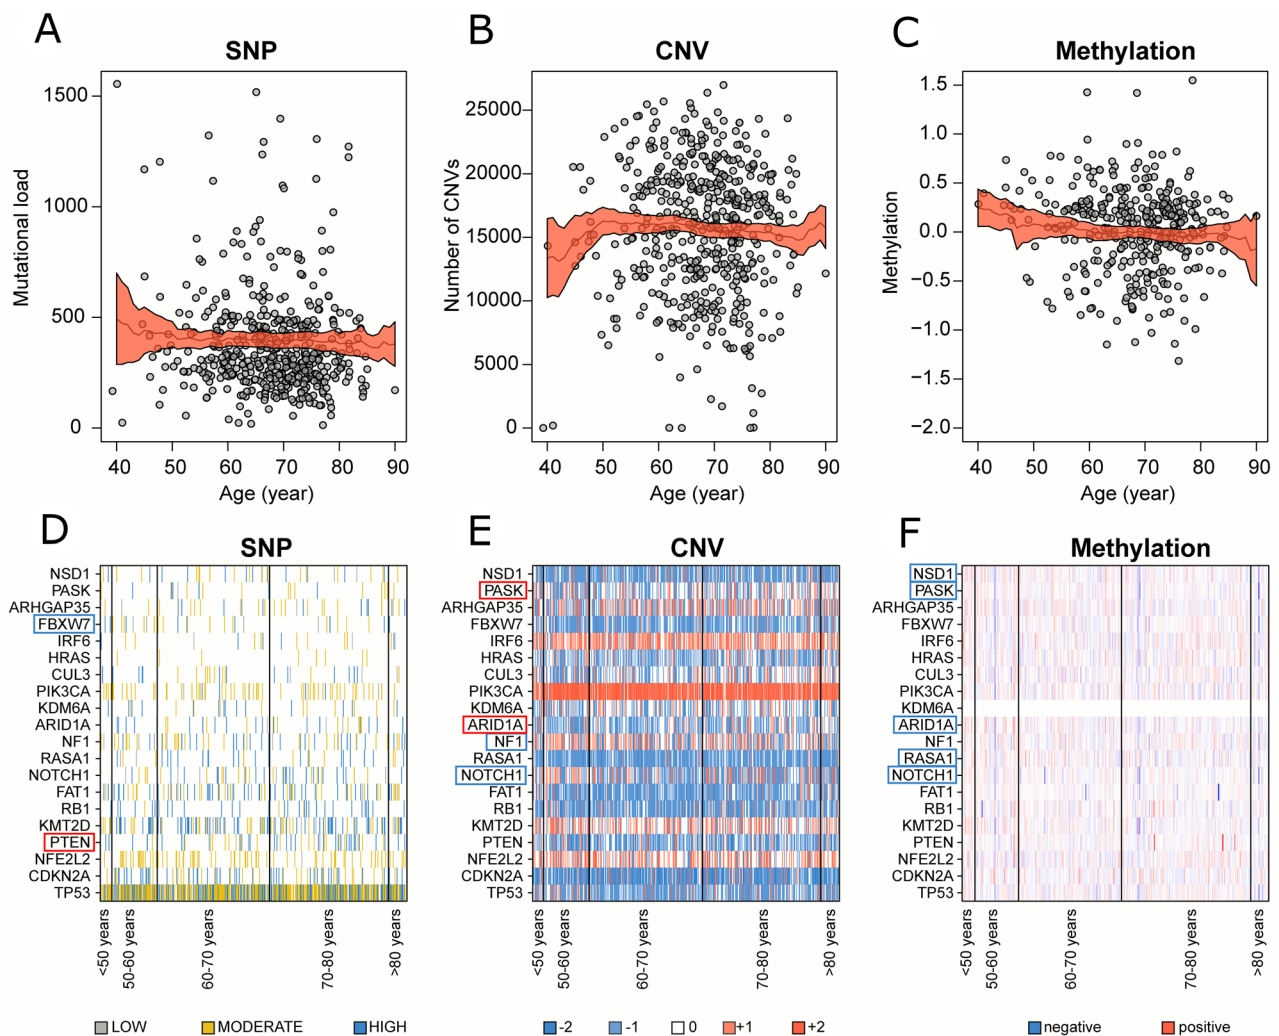 A
SNP
1500
1000
500
0
Mutational load
40 50 60 70 80 90
Age (year)
B
CNV
25000
20000
15000
10000
5000
0
Number of CNVs
40 50 60 70 80 90
Age (year)
C
Methylation
1.5
1.0
0.5
0.0
−0.5
−1.0
−1.5
−2.0
Methylation
40 50 60 70 80 90
Age (year)
D
SNP
NSD1
PASK
ARHGAP35
FBXW7
IRF6
HRAS
CUL3
PIK3CA
KDM6A
ARID1A
NF1
RASA1
NOTCH1
FAT1
RB1
KMT2D
PTEN
NFE2L2
CDKN2A
TP53
<50 years
50-60 years
60-70 years
70-80 years
>80 years
LOW MODERATE HIGH
E
CNV
NSD1
PASK
ARHGAP35
FBXW7
IRF6
HRAS
CUL3
PIK3CA
KDM6A
ARID1A
NF1
RASA1
NOTCH1
FAT1
RB1
KMT2D
PTEN
NFE2L2
CDKN2A
TP53
<50 years
50-60 years
60-70 years
70-80 years
>80 years
-2 -1 0 +1 +2
F
Methylation
NSD1
PASK
ARHGAP35
FBXW7
IRF6
HRAS
CUL3
PIK3CA
KDM6A
ARID1A
NF1
RASA1
NOTCH1
FAT1
RB1
KMT2D
PTEN
NFE2L2
CDKN2A
TP53
<50 years
50-60 years
60-70 years
70-80 years
>80 years
negative positive